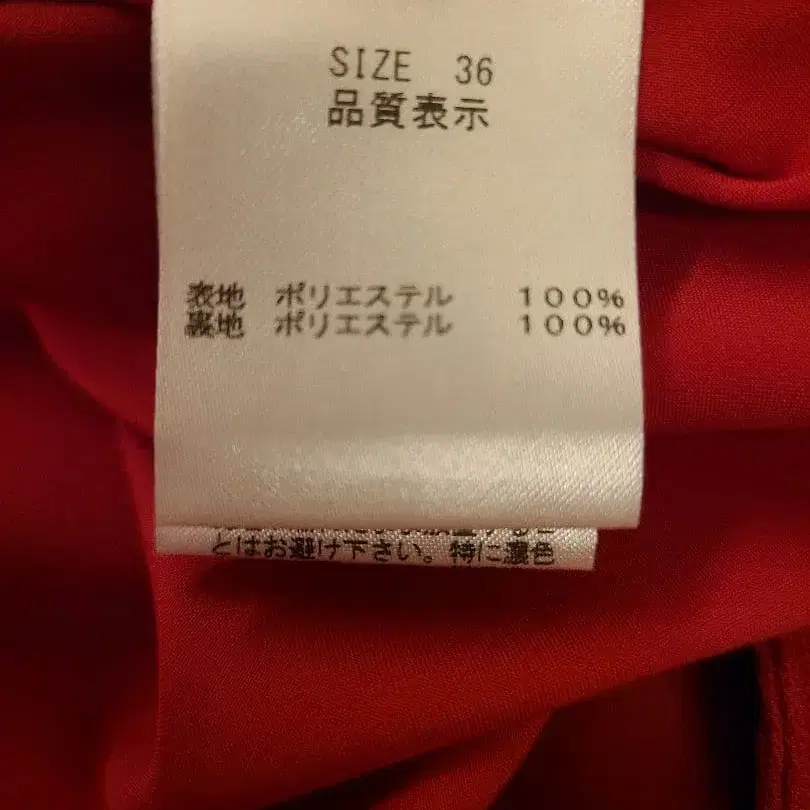 SIZE 36
品質表示
表地 ポリエステル 100%
裏地 ポリエステル 100%
とはお避け下さい。特に濃色